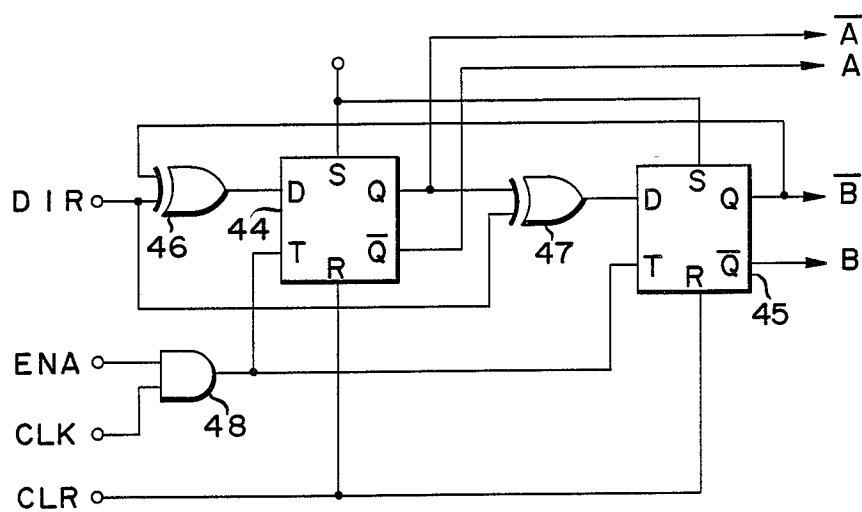 A̅
A
DIR
46
D
S
Q
44
T
R
Q̅
47
D
S
Q
B̅
T
R
Q̅
B
45
ENA
48
CLK
CLR